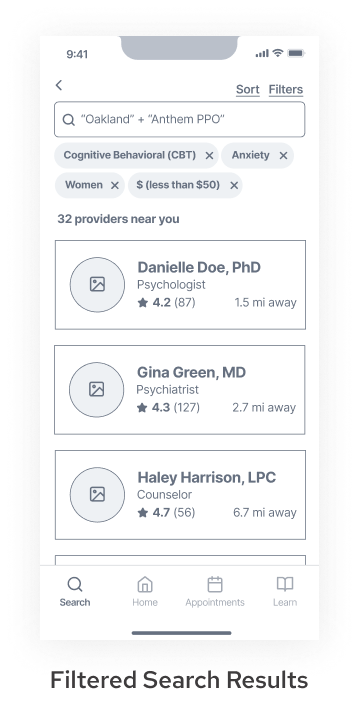 9:41
Sort Filters
“Oakland” + “Anthem PPO”
Cognitive Behavioral (CBT) × Anxiety ×
Women × $ (less than $50) ×
32 providers near you
Danielle Doe, PhD
Psychologist
★ 4.2 (87) 1.5 mi away
Gina Green, MD
Psychiatrist
★ 4.3 (127) 2.7 mi away
Haley Harrison, LPC
Counselor
★ 4.7 (56) 6.7 mi away
Search Home Appointments Learn
Filtered Search Results